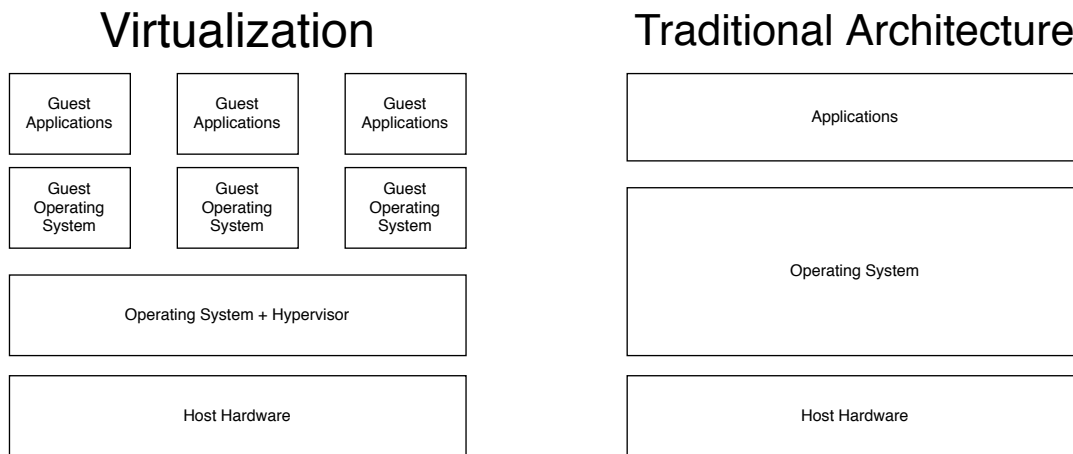 Virtualization
Guest
Applications
Guest
Applications
Guest
Applications
Guest
Operating
System
Guest
Operating
System
Guest
Operating
System
Operating System + Hypervisor
Host Hardware
Traditional Architecture
Applications
Operating System
Host Hardware